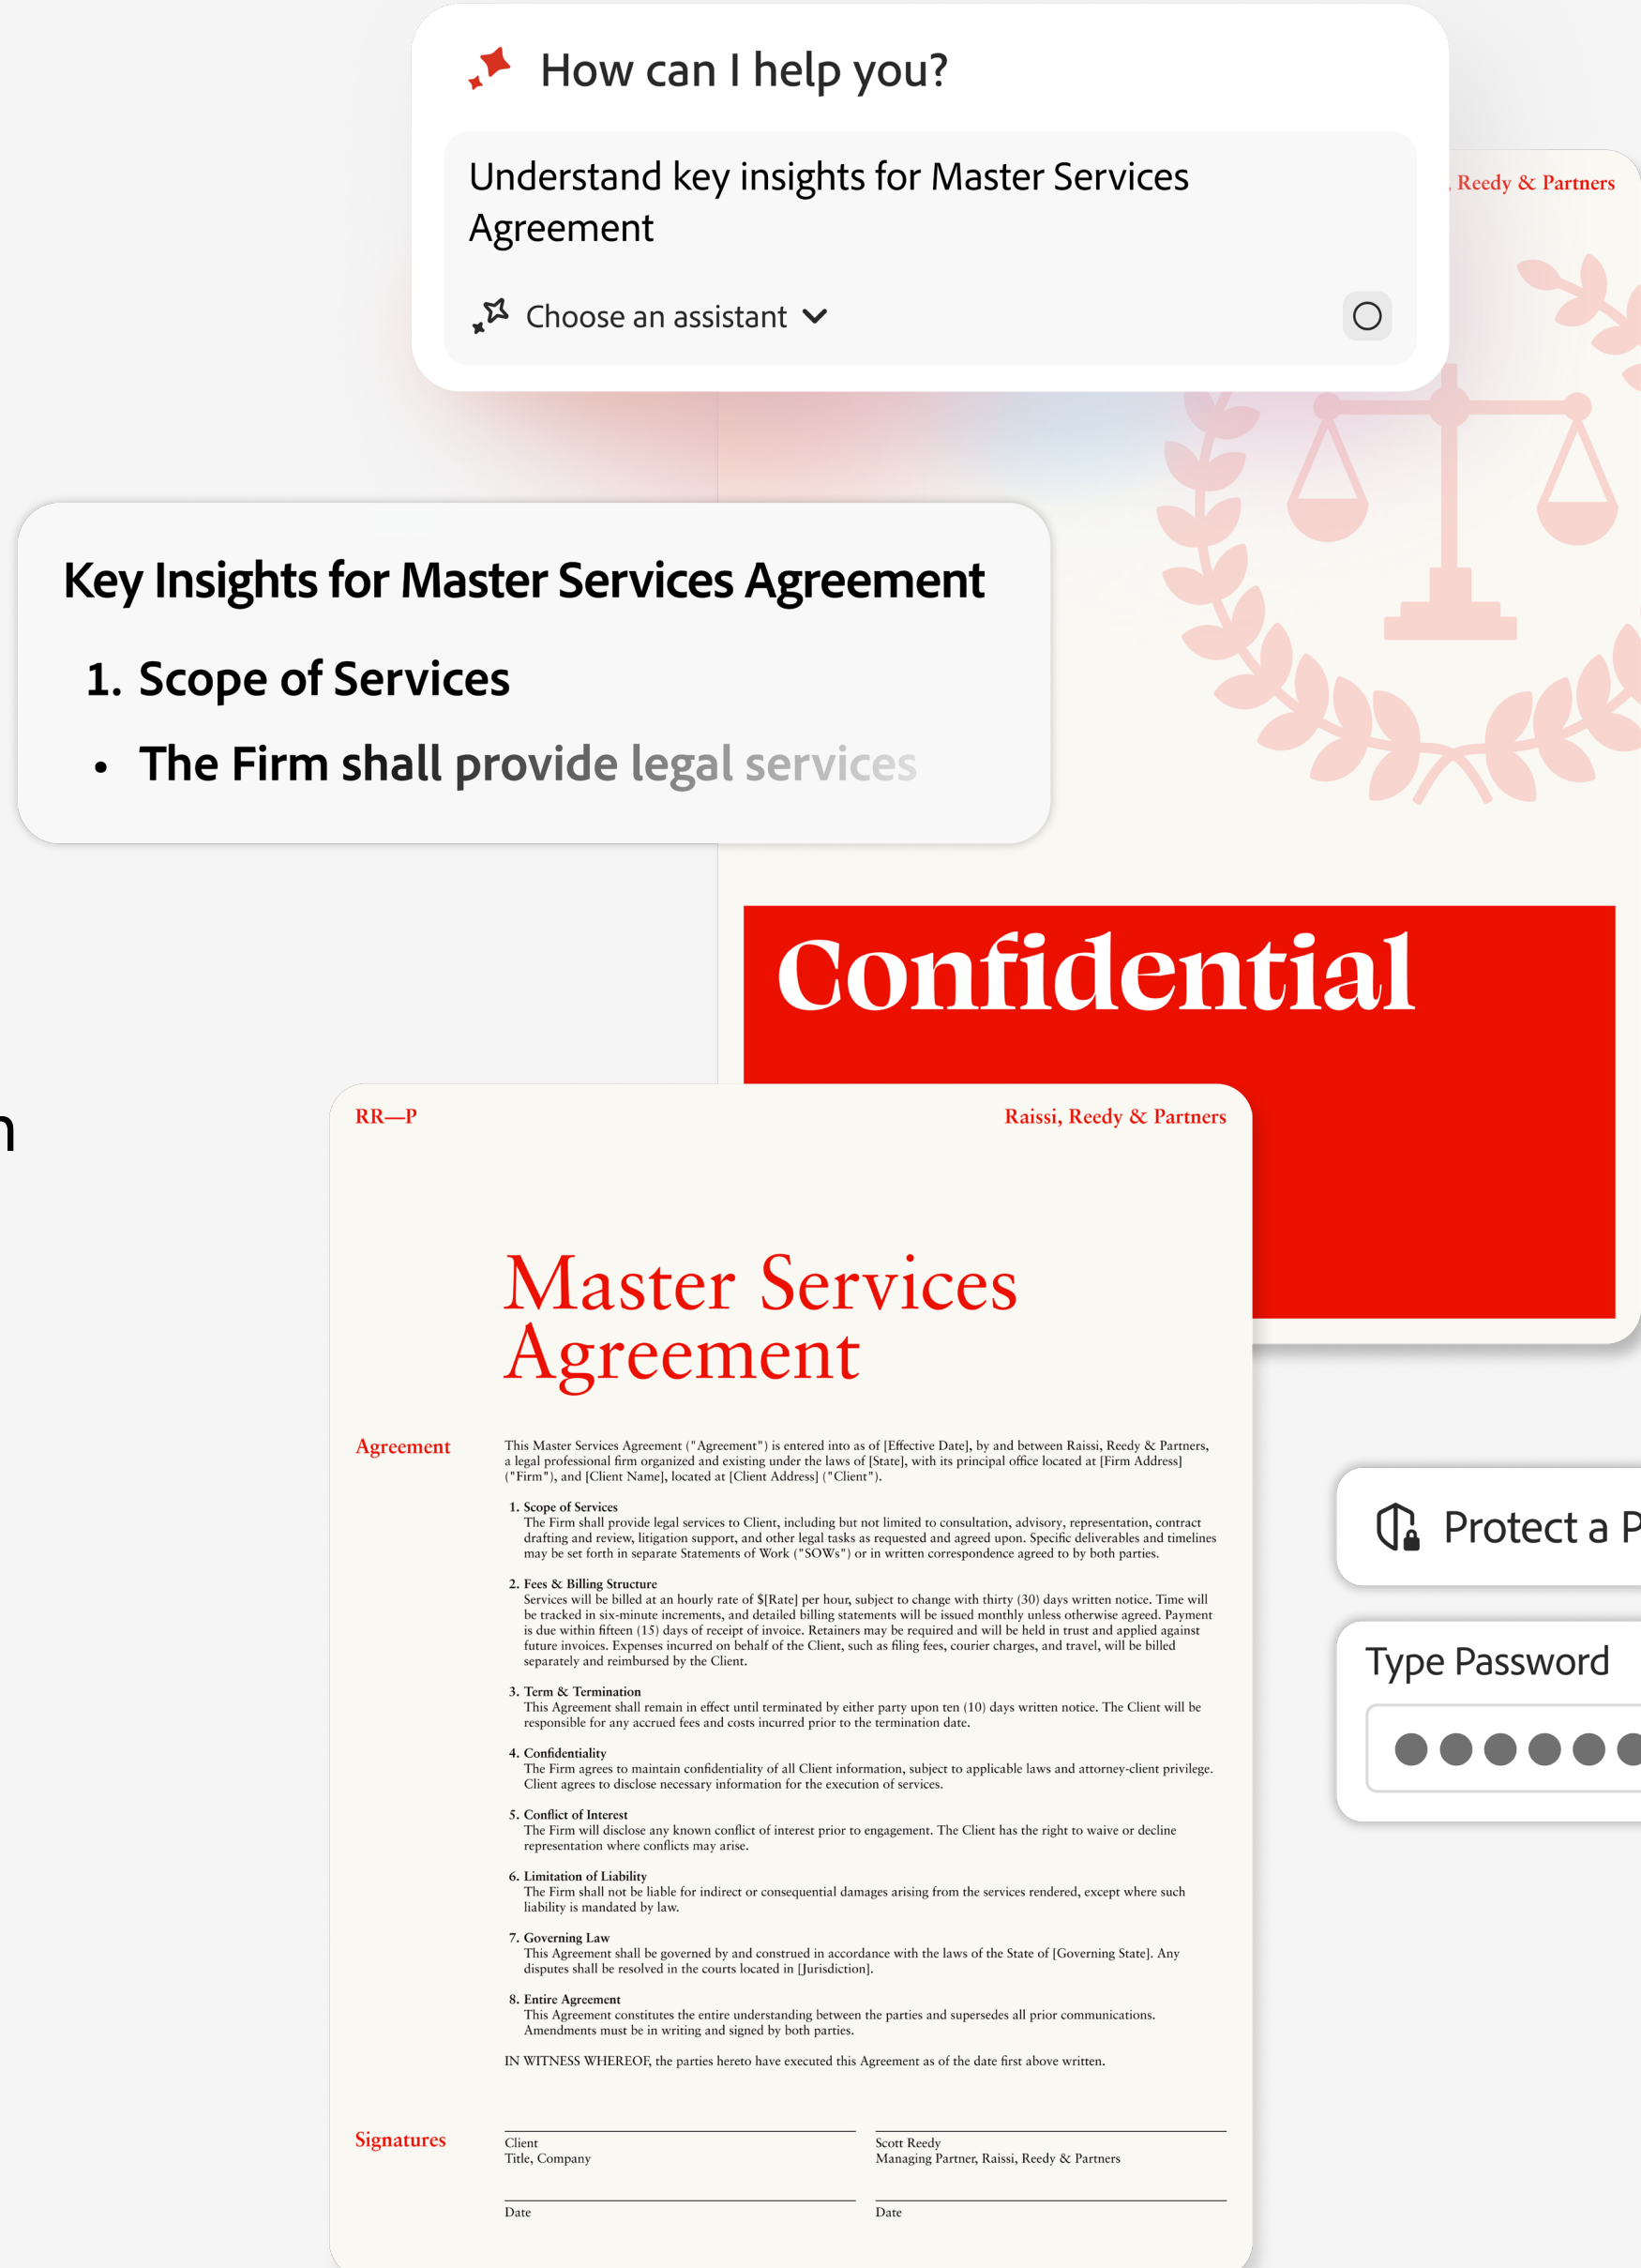 How can I help you?
Understand key insights for Master Services
Agreement
Choose an assistant
, Reedy & Partners
Key Insights for Master Services Agreement
1. Scope of Services
• The Firm shall provide legal services
Confidential
n
RR—P
Raissi, Reedy & Partners
Master Services
Agreement
Agreement
This Master Services Agreement ("Agreement") is entered into as of [Effective Date], by and between Raissi, Reedy & Partners,
a legal professional firm organized and existing under the laws of [State], with its principal office located at [Firm Address]
("Firm"), and [Client Name], located at [Client Address] ("Client").
1. Scope of Services
The Firm shall provide legal services to Client, including but not limited to consultation, advisory, representation, contract
drafting and review, litigation support, and other legal tasks as requested and agreed upon. Specific deliverables and timelines
may be set forth in separate Statements of Work ("SOWs") or in written correspondence agreed to by both parties.
2. Fees & Billing Structure
Services will be billed at an hourly rate of $[Rate] per hour, subject to change with thirty (30) days written notice. Time will
be tracked in six-minute increments, and detailed billing statements will be issued monthly unless otherwise agreed. Payment
is due within fifteen (15) days of receipt of invoice. Retainers may be required and will be held in trust and applied against
future invoices. Expenses incurred on behalf of the Client, such as filing fees, courier charges, and travel, will be billed
separately and reimbursed by the Client.
3. Term & Termination
This Agreement shall remain in effect until terminated by either party upon ten (10) days written notice. The Client will be
responsible for any accrued fees and costs incurred prior to the termination date.
4. Confidentiality
The Firm agrees to maintain confidentiality of all Client information, subject to applicable laws and attorney-client privilege.
Client agrees to disclose necessary information for the execution of services.
5. Conflict of Interest
The Firm will disclose any known conflict of interest prior to engagement. The Client has the right to waive or decline
representation where conflicts may arise.
6. Limitation of Liability
The Firm shall not be liable for indirect or consequential damages arising from the services rendered, except where such
liability is mandated by law.
7. Governing Law
This Agreement shall be governed by and construed in accordance with the laws of the State of [Governing State]. Any
disputes shall be resolved in the courts located in [Jurisdiction].
8. Entire Agreement
This Agreement constitutes the entire understanding between the parties and supersedes all prior communications.
Amendments must be in writing and signed by both parties.
IN WITNESS WHEREOF, the parties hereto have executed this Agreement as of the date first above written.
Signatures
Client
Title, Company
Scott Reedy
Managing Partner, Raissi, Reedy & Partners
Date
Date
Protect a P
Type Password